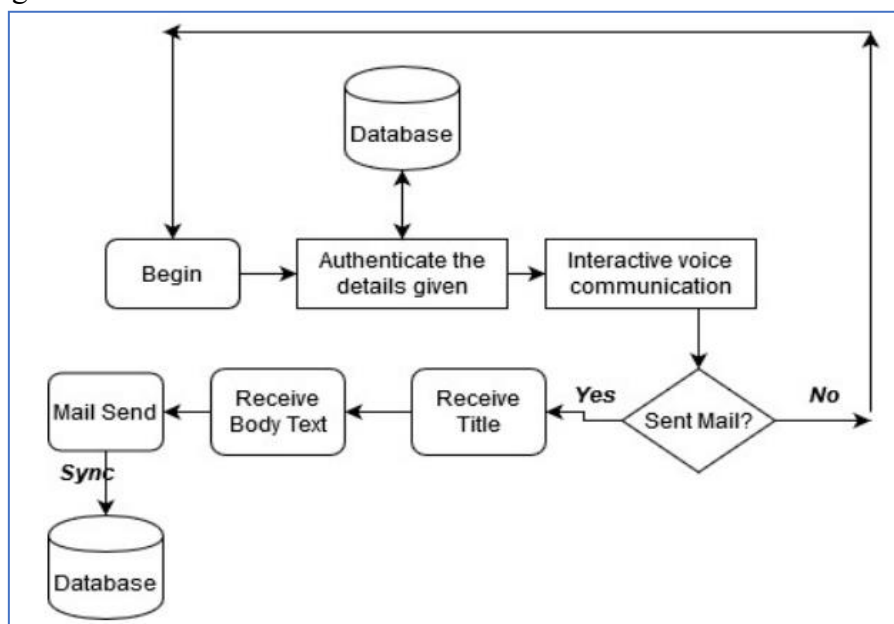 g
Database
Begin
Authenticate the
details given
Interactive voice
communication
Mail Send
Receive
Body Text
Receive
Title
Yes
Sent Mail?
No
Sync
Database